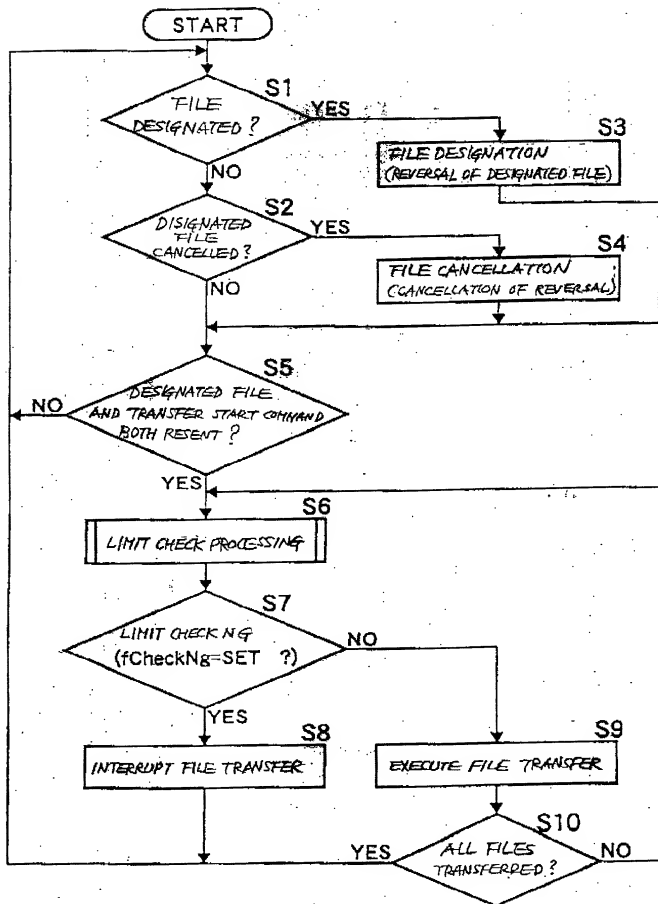 START
S1
FILE
DESIGNATED?
YES
NO
S3
FILE DESIGNATION
(REVERSAL OF DESIGNATED FILE)
S2
DISIGNATED
FILE
CANCELLED?
YES
NO
S4
FILE CANCELLATION
(CANCELLATION OF REVERSAL)
S5
DESIGNATED FILE
AND TRANSFER START COMMAND
BOTH RESENT?
NO
YES
S6
LIMIT CHECK PROCESSING
S7
LIMIT CHECK NG
(fCheckNg=SET ?)
NO
YES
S8
INTERRUPT FILE TRANSFER
S9
EXECUTE FILE TRANSFER
S10
ALL FILES
TRANSFERRED?
YES
NO